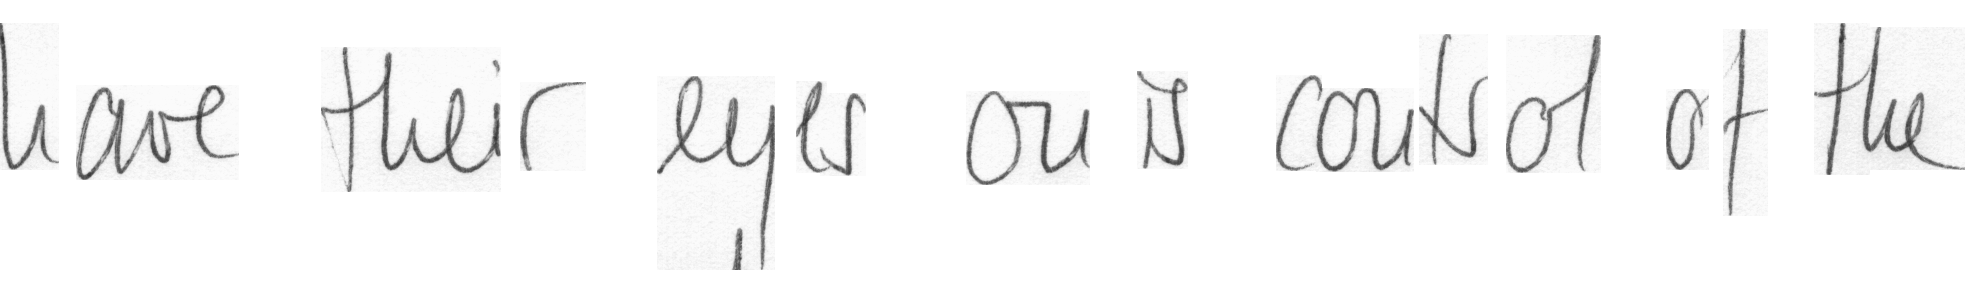 have their eyes on is control of the